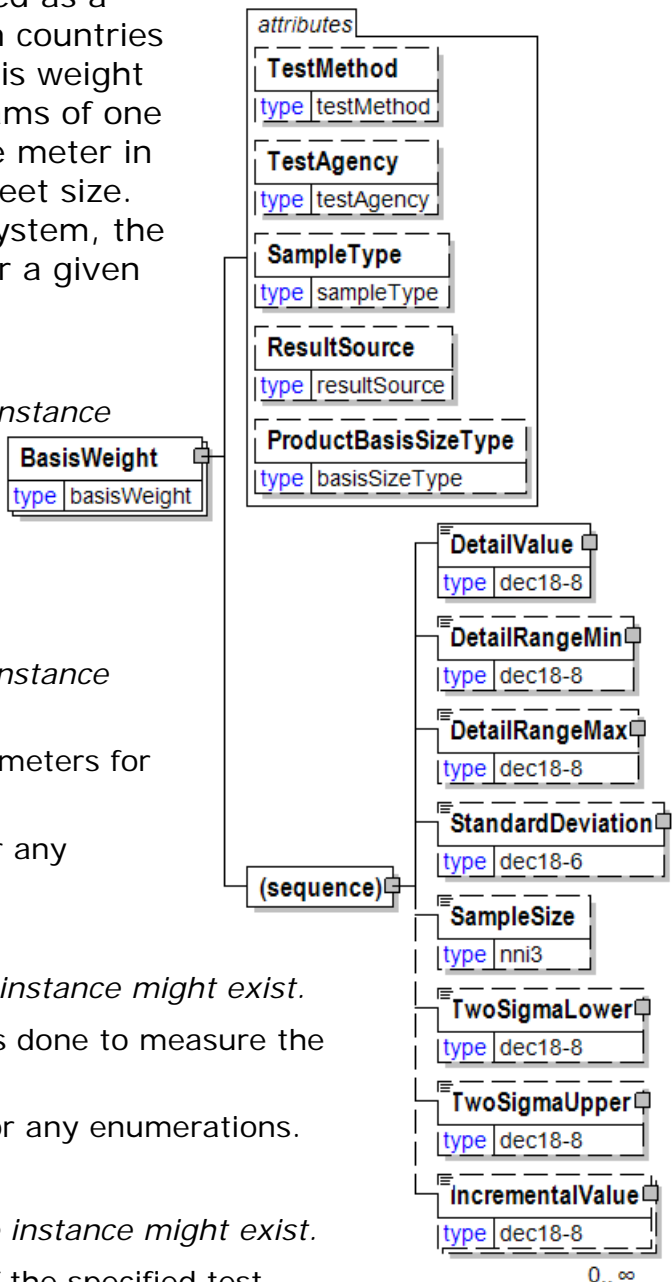 ed as a
countries
is weight
ams of one
e meter in
eet size.
ystem, the
r a given
nstance
nstance
meters for
r any
instance might exist.
s done to measure the
or any enumerations.
instance might exist.
f the specified test
attributes
TestMethod
type testMethod
TestAgency
type testAgency
SampleType
type sampleType
ResultSource
type resultSource
ProductBasisSizeType
type basisSizeType
BasisWeight
type basisWeight
(sequence)
DetailValue
type dec18-8
DetailRangeMin
type dec18-8
DetailRangeMax
type dec18-8
StandardDeviation
type dec18-6
SampleSize
type nni3
TwoSigmaLower
type dec18-8
TwoSigmaUpper
type dec18-8
IncrementalValue
type dec18-8
0..∞